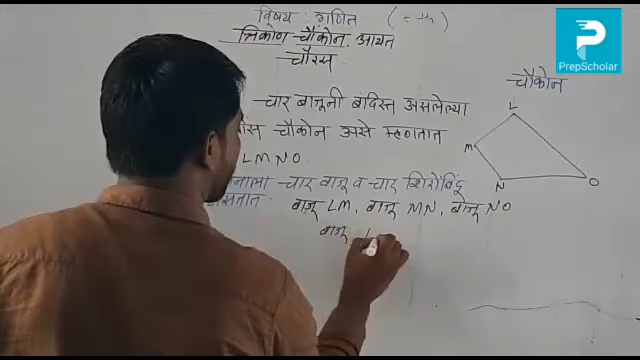 विषय : गणित
त्रिकोण चौकोन, आयत
चौरस.
PrepScholar
चार बाजूनी बंदिस्त असलेल्या
चौकोन असे म्हणतात
LMNO.
चार बाजू व चार शिरोबिंदू
असतात.
बाजू LM, बाजू MN, बाजू NO
बाजू L
चौकोन
L
M
N
O